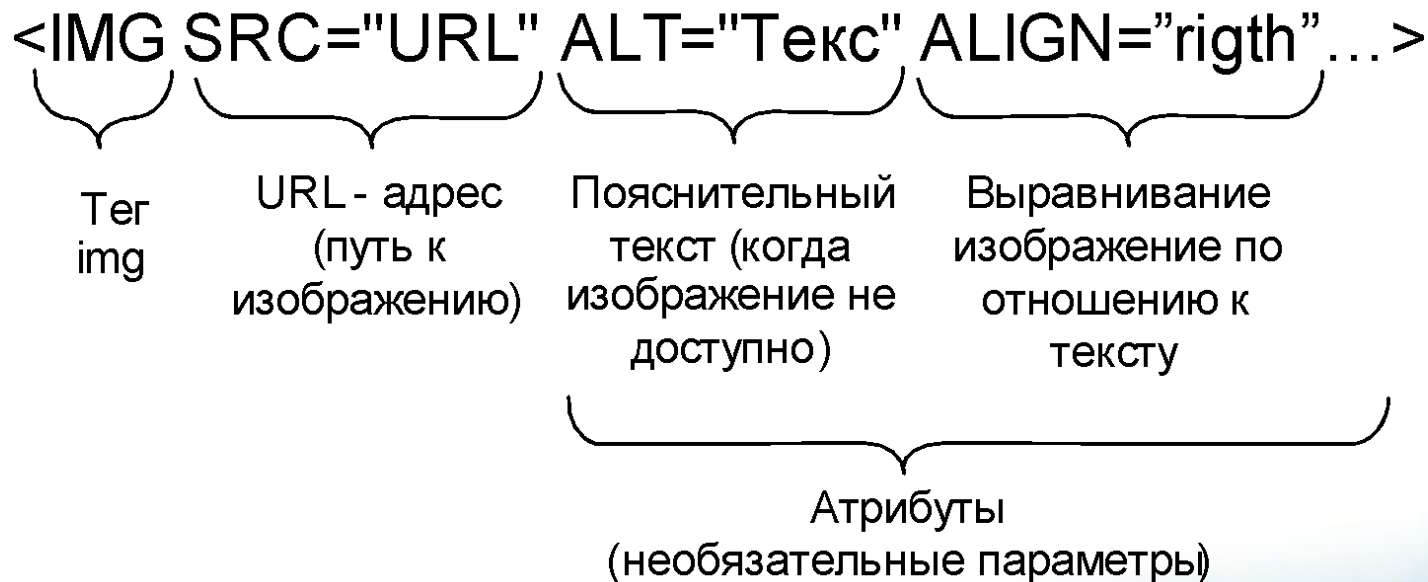 <IMG SRC="URL" ALT="Текс" ALIGN=”rigth”...>
Тег
img
URL - адрес
(путь к
изображению)
Пояснительный
текст (когда
изображение не
доступно)
Выравнивание
изображение по
отношению к
тексту
Атрибуты
(необязательные параметры)